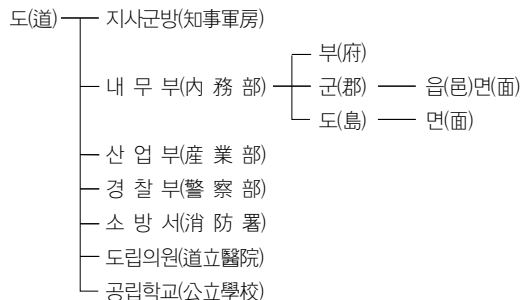 도(道) 지사군방(知事軍房)
부(府)
내 무 부(內 務 部) 군(郡) 읍(邑)면(面)
도(島) 면(面)
산 업 부(産 業 部)
경 찰 부(警 察 部)
소 방 서(消 防 署)
도립의원(道立醫院)
공립학교(公立學校)